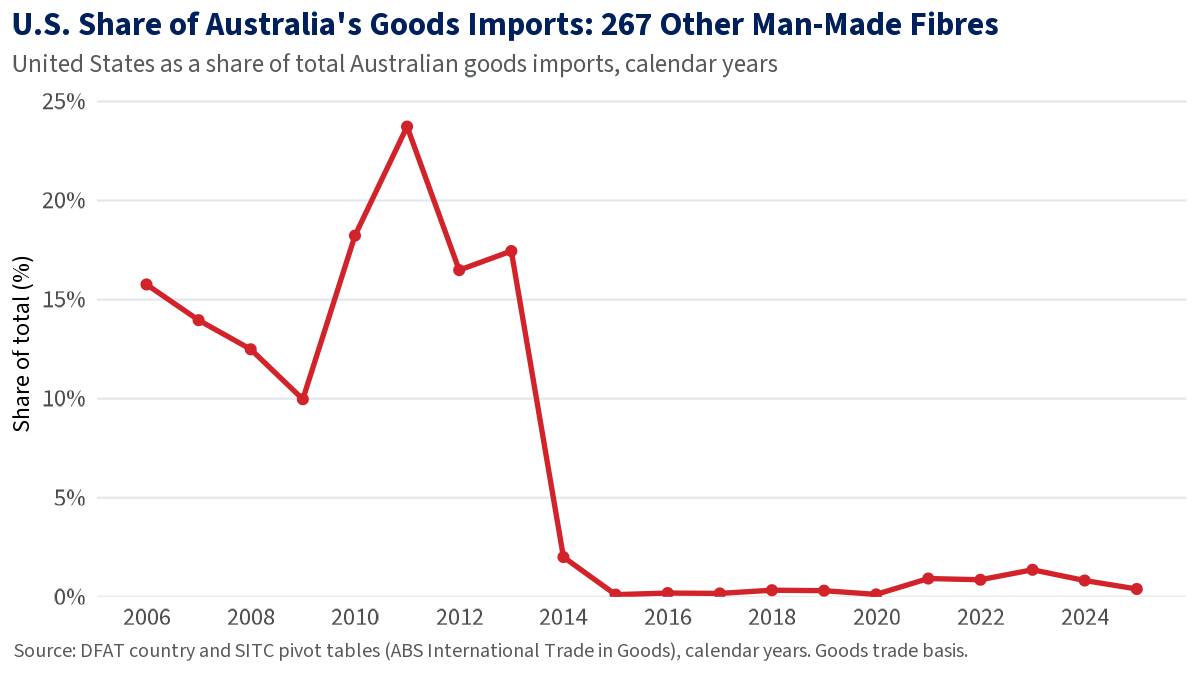 U.S. Share of Australia's Goods Imports: 267 Other Man-Made Fibres
United States as a share of total Australian goods imports, calendar years
Share of total (%)
25%
20%
15%
10%
5%
0%
2006 2008 2010 2012 2014 2016 2018 2020 2022 2024
Source: DFAT country and SITC pivot tables (ABS International Trade in Goods), calendar years. Goods trade basis.